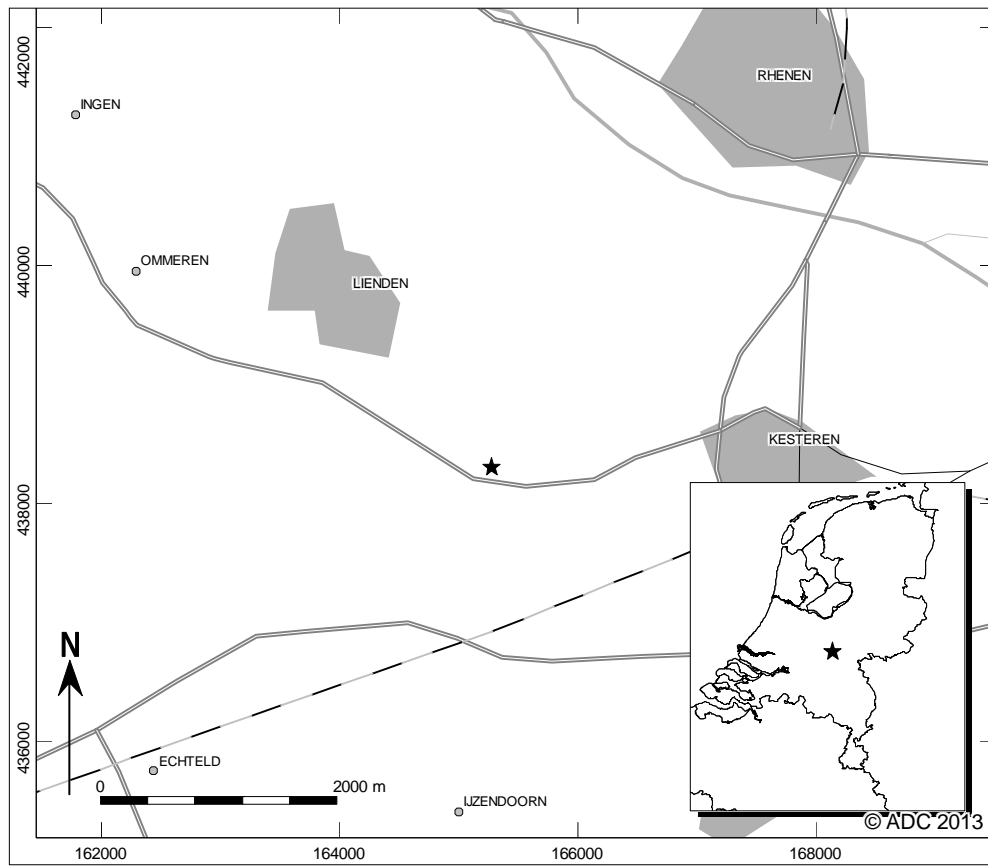 442000
RHENEN
INGEN
440000
OMMEREN
LIENDEN
KESTEREN
438000
N
436000
ECHTELD
0 2000 m
IJZENDOORN
© ADC 2013
162000 164000 166000 168000